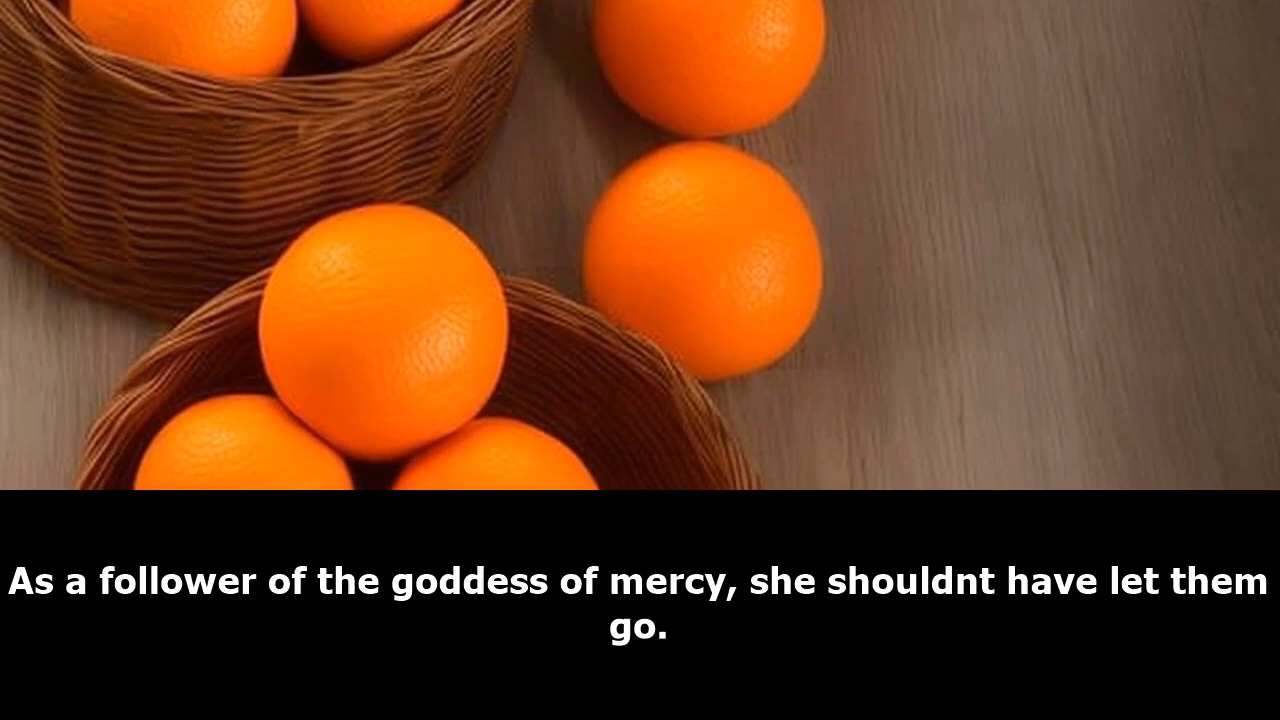 As a follower of the goddess of mercy, she shouldnt have let them
go.